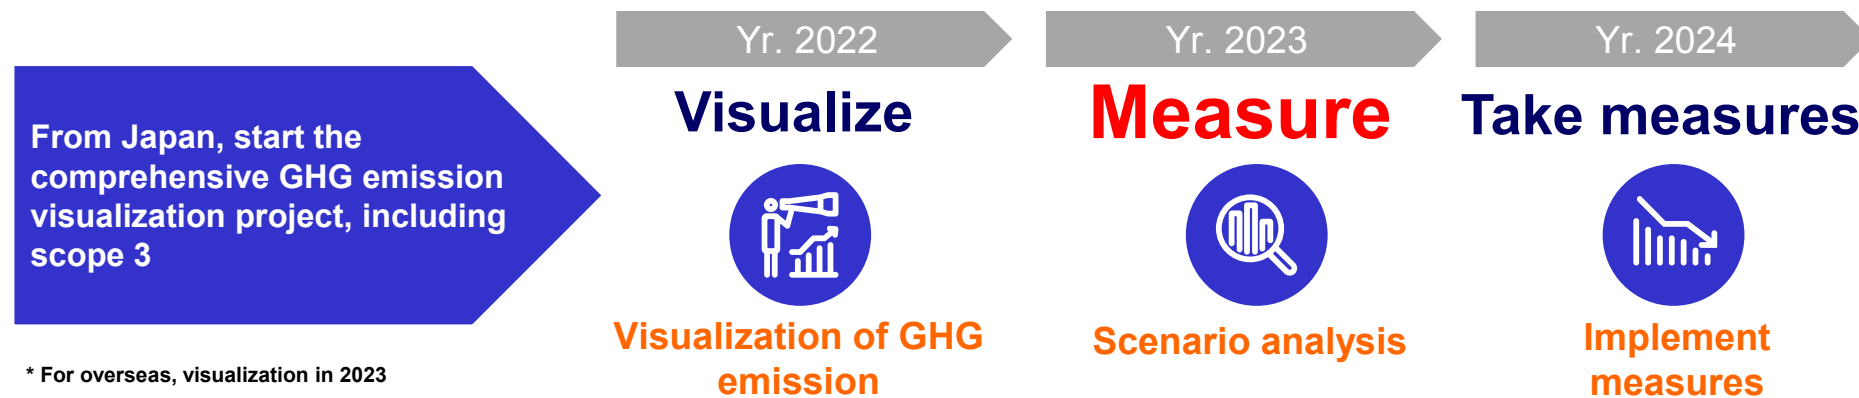 From Japan, start the
comprehensive GHG emission
visualization project, including
scope 3
* For overseas, visualization in 2023
Yr. 2022
Visualize
Visualization of GHG
emission
Yr. 2023
Measure
Scenario analysis
Yr. 2024
Take measures
Implement
measures